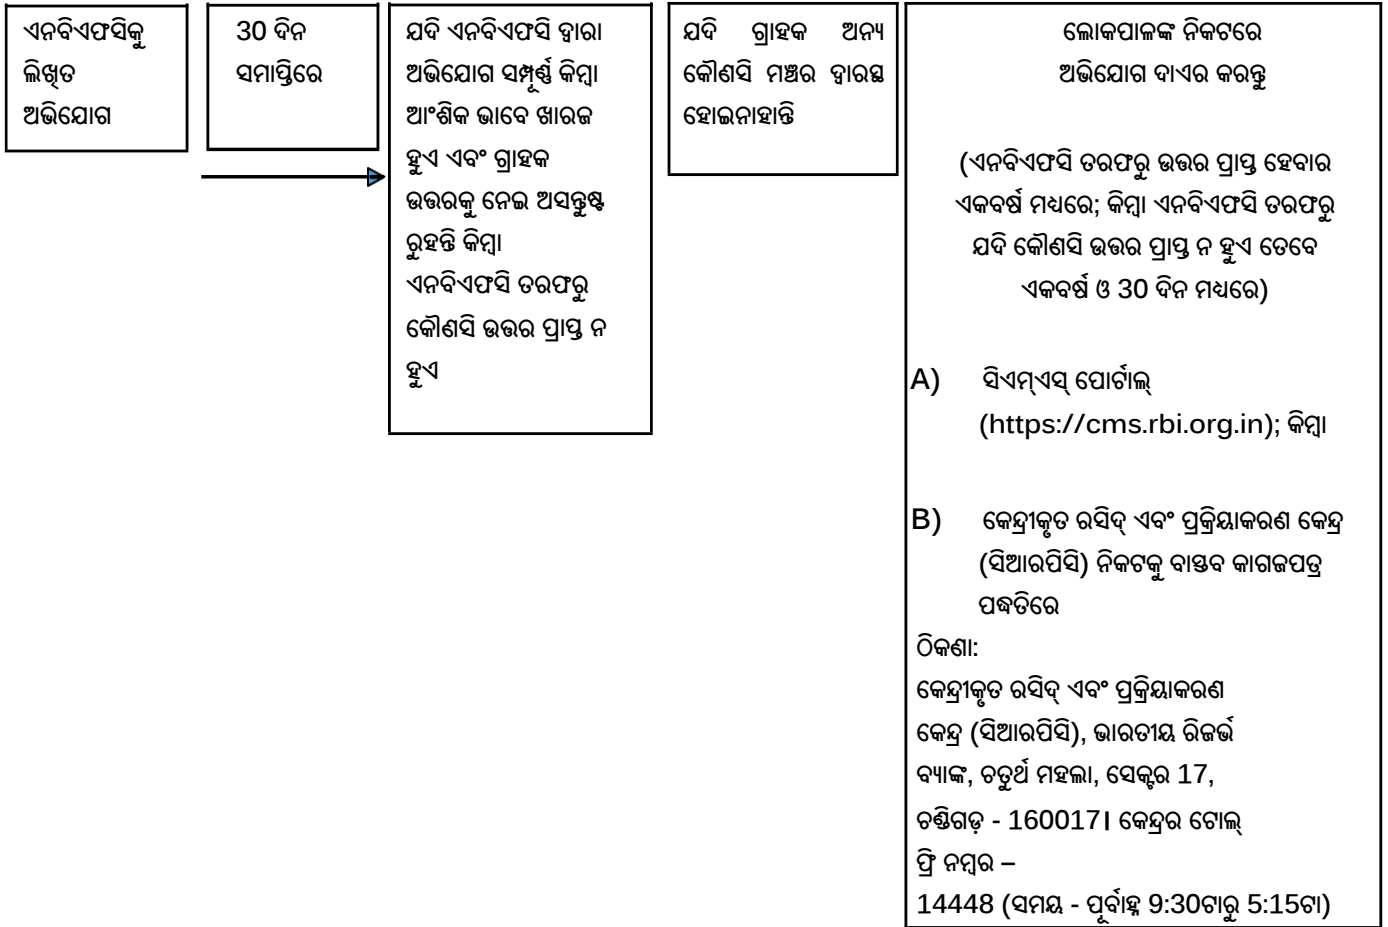 ଏନବିଏଫସିକୁ
ଲିଖିତ
ଅଭିଯୋଗ
30 ଦିନ
ସମାପ୍ତିରେ
ଯଦି ଏନବିଏଫସି ଦ୍ୱାରା
ଅଭିଯୋଗ ସମ୍ପୂର୍ଣ୍ଣ କିମ୍ବା
ଆଂଶିକ ଭାବେ ଖାରଜ
ହୁଏ ଏବଂ ଗ୍ରାହକ
ଉତ୍ତରକୁ ନେଇ ଅସନ୍ତୁଷ୍ଟ
ରୁହନ୍ତି କିମ୍ବା
ଏନବିଏଫସି ତରଫରୁ
କୌଣସି ଉତ୍ତର ପ୍ରାପ୍ତ ନ
ହୁଏ
ଯଦି ଗ୍ରାହକ ଅନ୍ୟ
କୌଣସି ମଞ୍ଚର ଦ୍ୱାରସ୍ଥ
ହୋଇନାହାନ୍ତି
ଲୋକପାଳଙ୍କ ନିକଟରେ
ଅଭିଯୋଗ ଦାଏର କରନ୍ତୁ
(ଏନବିଏଫସି ତରଫରୁ ଉତ୍ତର ପ୍ରାପ୍ତ ହେବାର
ଏକବର୍ଷ ମଧ୍ୟରେ; କିମ୍ବା ଏନବିଏଫସି ତରଫରୁ
ଯଦି କୌଣସି ଉତ୍ତର ପ୍ରାପ୍ତ ନ ହୁଏ ତେବେ
ଏକବର୍ଷ ଓ 30 ଦିନ ମଧ୍ୟରେ)
A) ସିଏମ୍ଏସ୍ ପୋର୍ଟାଲ୍
(https://cms.rbi.org.in); କିମ୍ବା
B) କେନ୍ଦ୍ରୀକୃତ ରସିଦ୍ ଏବଂ ପ୍ରକ୍ରିୟାକରଣ କେନ୍ଦ୍ର
(ସିଆରପିସି) ନିକଟକୁ ବାସ୍ତବ କାଗଜପତ୍ର
ପଦ୍ଧତିରେ
ଠିକଣା:
କେନ୍ଦ୍ରୀକୃତ ରସିଦ୍ ଏବଂ ପ୍ରକ୍ରିୟାକରଣ
କେନ୍ଦ୍ର (ସିଆରପିସି), ଭାରତୀୟ ରିଜର୍ଭ
ବ୍ୟାଙ୍କ, ଚତୁର୍ଥ ମହଲା, ସେକ୍ଟର 17,
ଚଣ୍ଡିଗଡ଼ - 160017। କେନ୍ଦ୍ରର ଟୋଲ୍
ଫ୍ରି ନମ୍ବର –
14448 (ସମୟ - ପୂର୍ବାହ୍ନ 9:30ଟାରୁ 5:15ଟା)